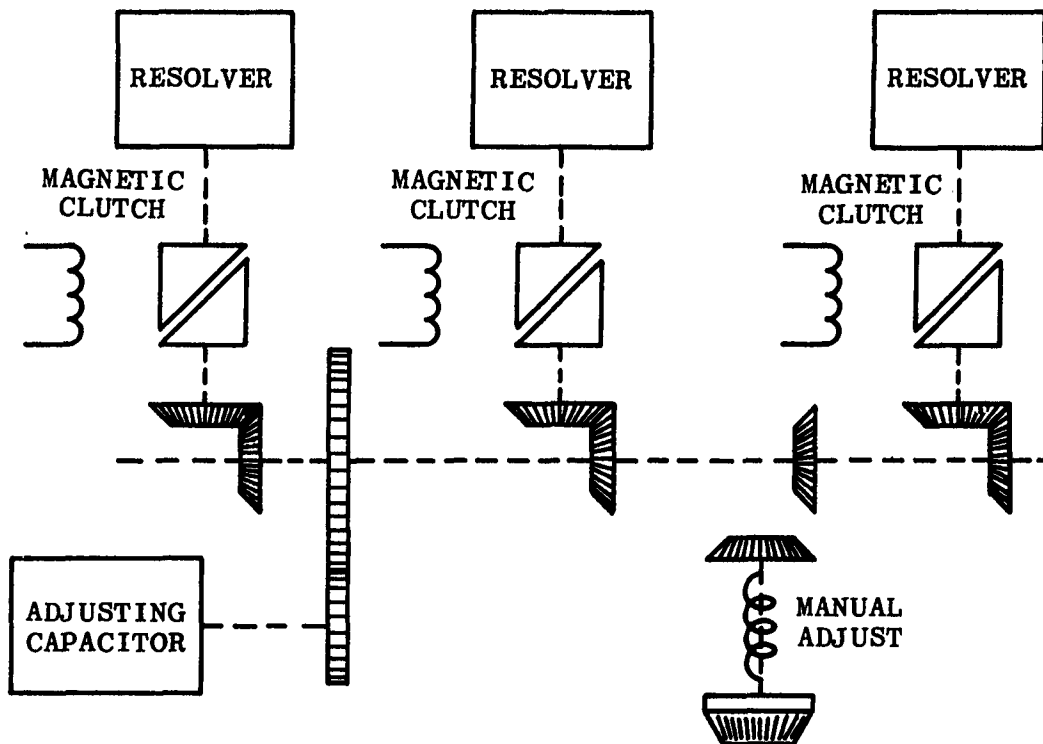 RESOLVER
RESOLVER
RESOLVER
MAGNETIC
CLUTCH
MAGNETIC
CLUTCH
MAGNETIC
CLUTCH
ADJUSTING
CAPACITOR
MANUAL
ADJUST